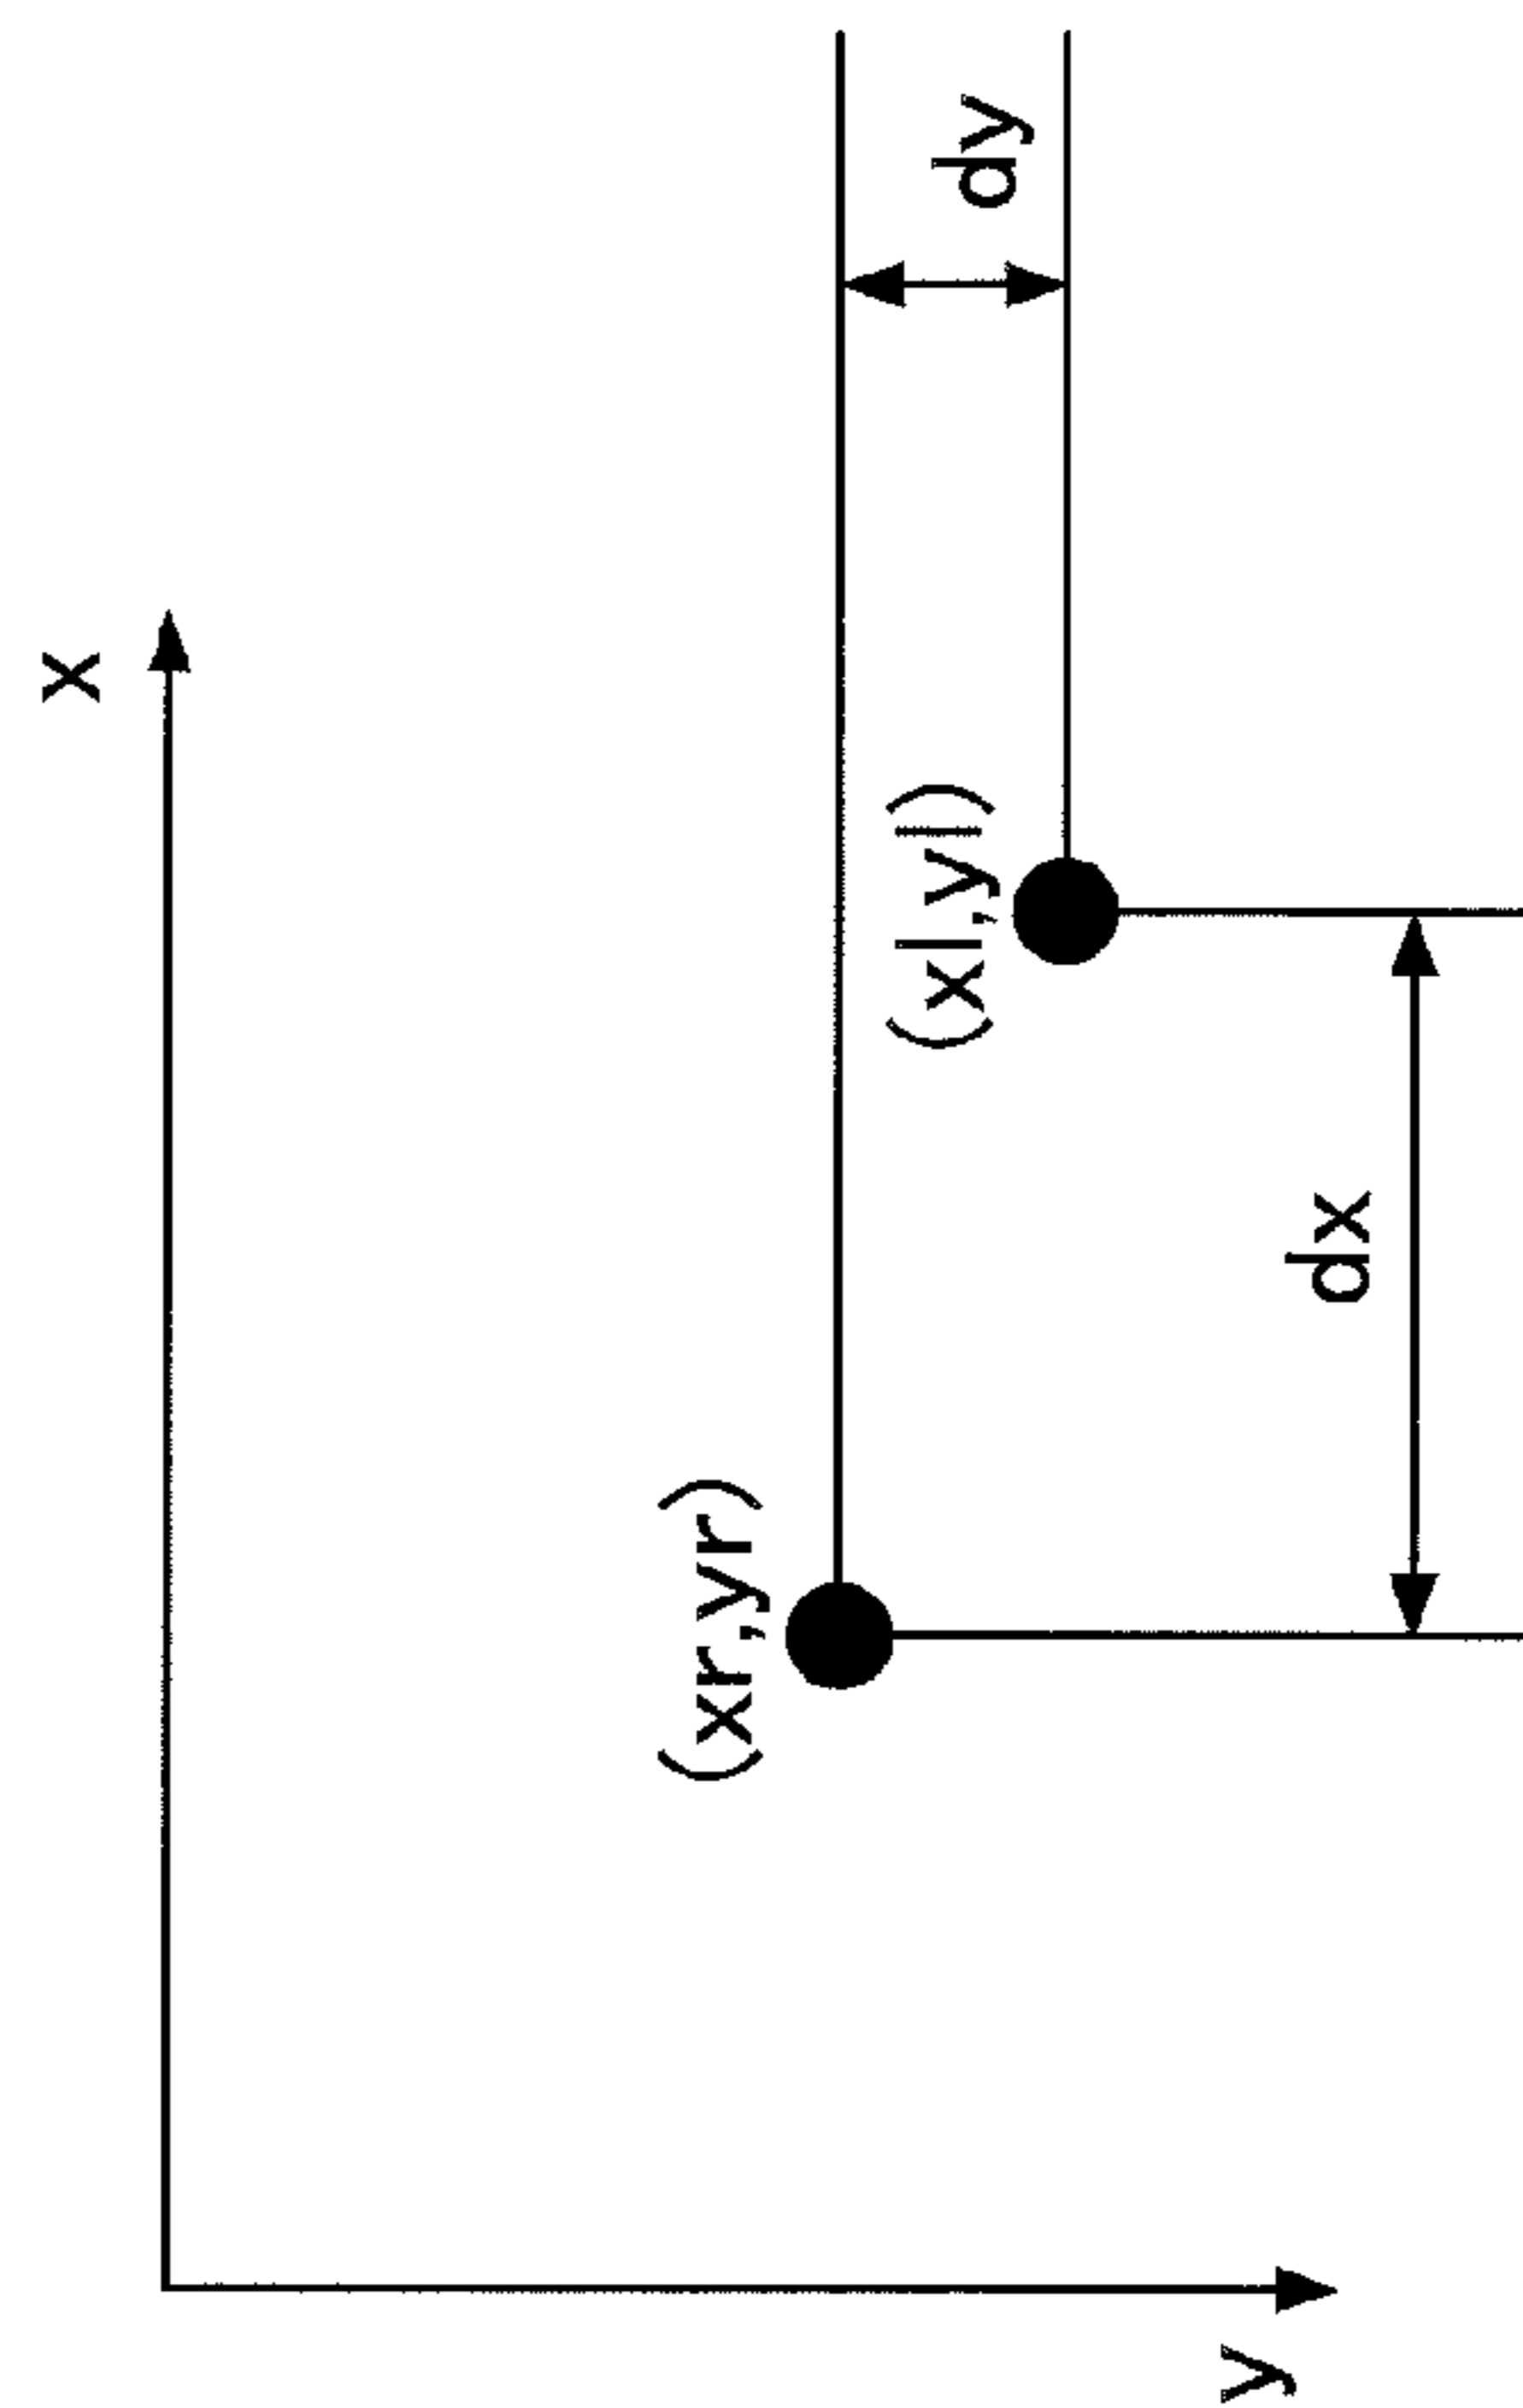 x
(xr,yr)
(xl,yl)
dy
dx
y